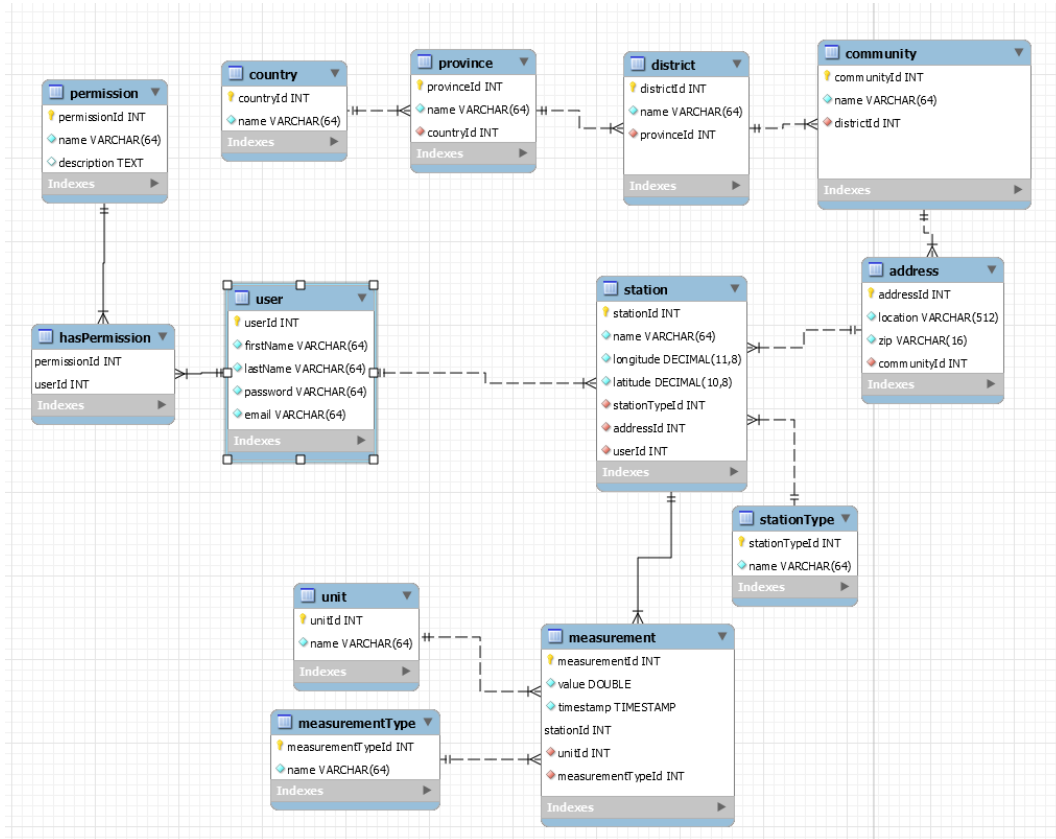 permission
permissionId INT
name VARCHAR(64)
description TEXT
Indexes
country
countryId INT
name VARCHAR(64)
Indexes
province
provinceId INT
name VARCHAR(64)
countryId INT
Indexes
district
districtId INT
name VARCHAR(64)
provinceId INT
Indexes
community
communityId INT
name VARCHAR(64)
districtId INT
Indexes
hasPermission
permissionId INT
userId INT
Indexes
user
userId INT
firstName VARCHAR(64)
lastName VARCHAR(64)
password VARCHAR(64)
email VARCHAR(64)
Indexes
station
stationId INT
name VARCHAR(64)
longitude DECIMAL(11,8)
latitude DECIMAL(10,8)
stationTypeId INT
addressId INT
userId INT
Indexes
address
addressId INT
location VARCHAR(512)
zip VARCHAR(16)
communityId INT
Indexes
stationType
stationTypeId INT
name VARCHAR(64)
Indexes
unit
unitId INT
name VARCHAR(64)
Indexes
measurementType
measurementTypeId INT
name VARCHAR(64)
Indexes
measurement
measurementId INT
value DOUBLE
timestamp TIMESTAMP
stationId INT
unitId INT
measurementTypeId INT
Indexes